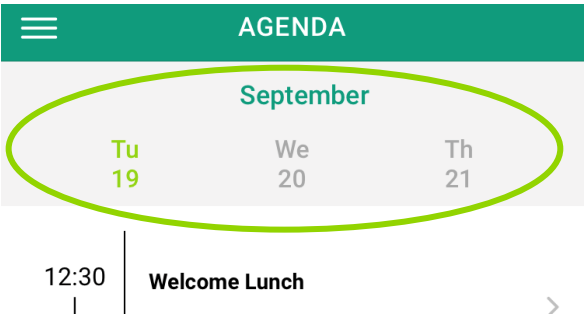 AGENDA
September
Tu We Th
19 20 21
12:30 Welcome Lunch